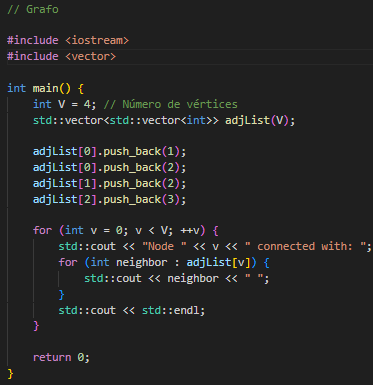 // Grafo
#include <iostream>
#include <vector>
int main() {
int V = 4; // Número de vértices
std::vector<std::vector<int>> adjList(V);
adjList[0].push_back(1);
adjList[0].push_back(2);
adjList[1].push_back(2);
adjList[2].push_back(3);
for (int v = 0; v < V; ++v) {
std::cout << "Node " << v << " connected with: ";
for (int neighbor : adjList[v]) {
std::cout << neighbor << " ";
}
std::cout << std::endl;
}
return 0;
}